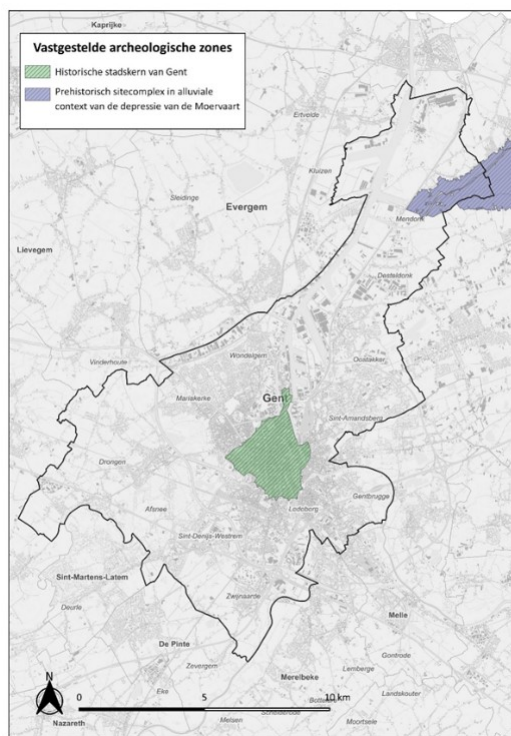 Kaprijke
Vastgestelde archeologische zones
Historische stadskern van Gent
Prehistorisch sitecomplex in alluviale
context van de depressie van de Moervaart
Ertvelde
Kluizen
Sleidinge
Evergem
Mendonk
Lievegem
Desteldonk
Vinderhoute
Wondelgem
Oostakker
Mariakerke
Gent
Sint-Amandsberg
Drongen
Gentbrugge
Afsnee
Ledeberg
Sint-Denijs-Westrem
Sint-Martens-Latem
Zwijnaarde
Deurle
Melle
De Pinte
Gontrode
Zevergem
Lemberge
Merelbeke
Landskouter
N
Eke
0 5 10 km
Nazareth
Melsen
Moortsele